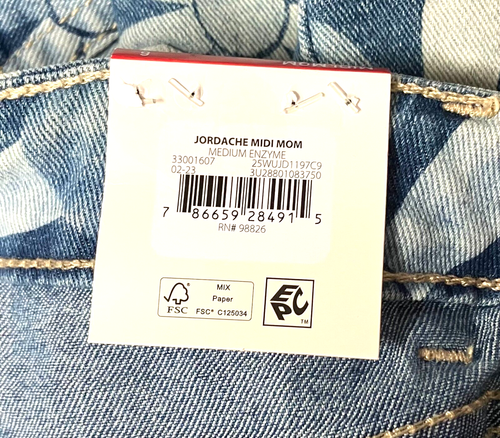 JORDACHE MIDI MOM
MEDIUM ENZYME
33001607 25WUJD1197C9
02-23 3U28801083750
7 86659 28491 5
RN# 98826
FSC
MIX
Paper
FSC® C125034
EPC
TM